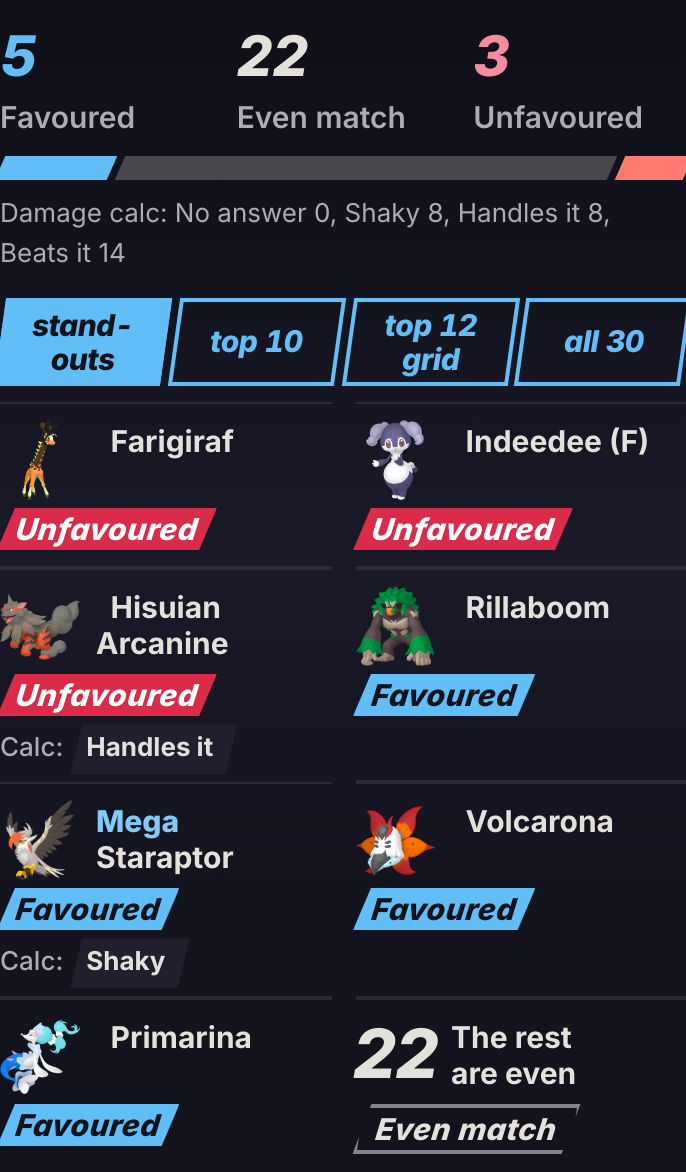 5
Favoured
22
Even match
3
Unfavoured
Damage calc: No answer 0, Shaky 8, Handles it 8,
Beats it 14
stand-
outs
top 10
top 12
grid
all 30
Farigiraf
Unfavoured
Indeedee (F)
Unfavoured
Hisuian
Arcanine
Unfavoured
Calc: Handles it
Rillaboom
Favoured
Mega
Staraptor
Favoured
Calc: Shaky
Volcarona
Favoured
Primarina
Favoured
22
The rest
are even
Even match